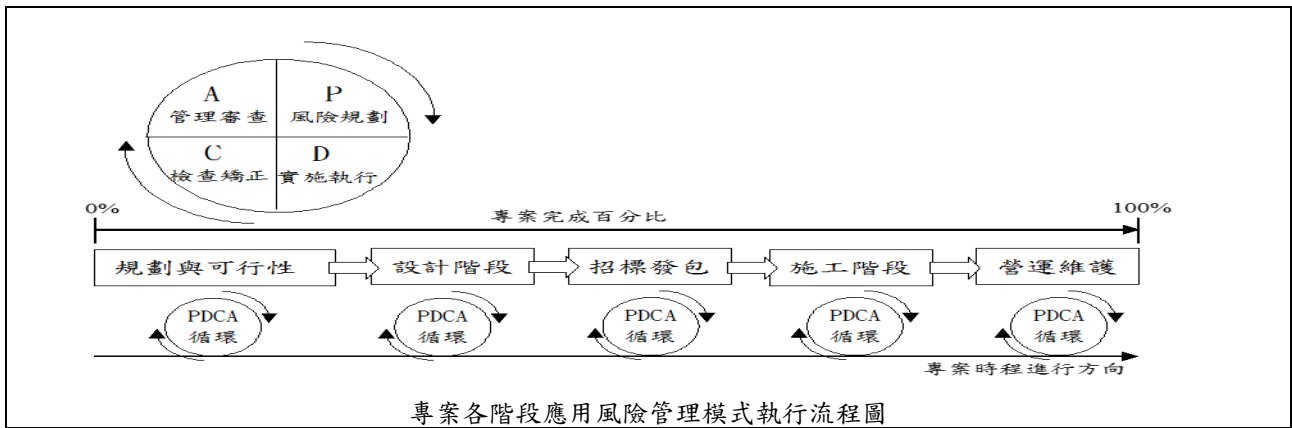 A
P
管理審查
風險規劃
C
D
檢查矯正
實施執行
0%
專案完成百分比
100%
規劃與可行性
設計階段
招標發包
施工階段
營運維護
PDCA
循環
PDCA
循環
PDCA
循環
PDCA
循環
PDCA
循環
專案時程進行方向
專案各階段應用風險管理模式執行流程圖